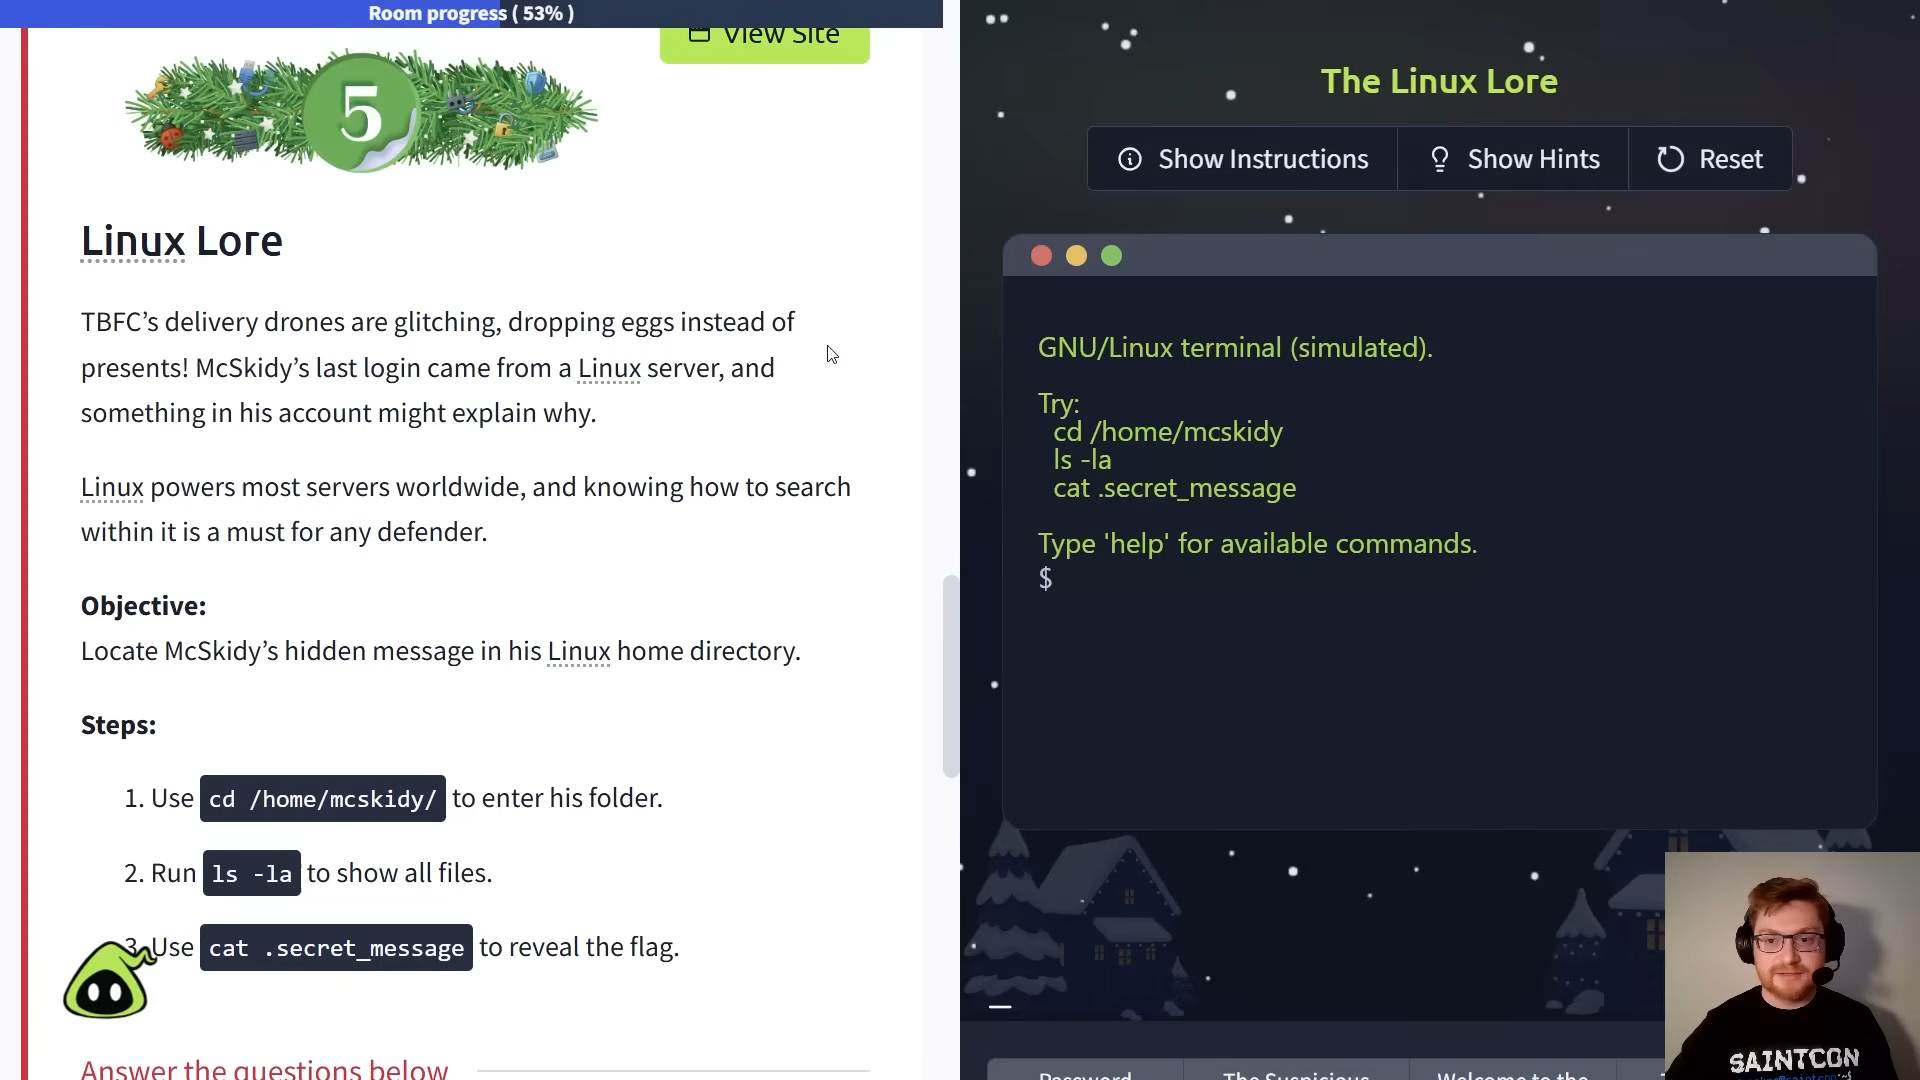 Room progress ( 53% )
View Site
5
Linux Lore
TBFC’s delivery drones are glitching, dropping eggs instead of
presents! McSkidy’s last login came from a Linux server, and
something in his account might explain why.
Linux powers most servers worldwide, and knowing how to search
within it is a must for any defender.
Objective:
Locate McSkidy’s hidden message in his Linux home directory.
Steps:
1. Use cd /home/mcskidy/ to enter his folder.
2. Run ls -la to show all files.
3. Use cat .secret_message to reveal the flag.
Answer the questions below
The Linux Lore
Show Instructions
Show Hints
Reset
GNU/Linux terminal (simulated).
Try:
cd /home/mcskidy
ls -la
cat .secret_message
Type 'help' for available commands.
$
Password
The Suspicious
Welcome to the
SAINTCON